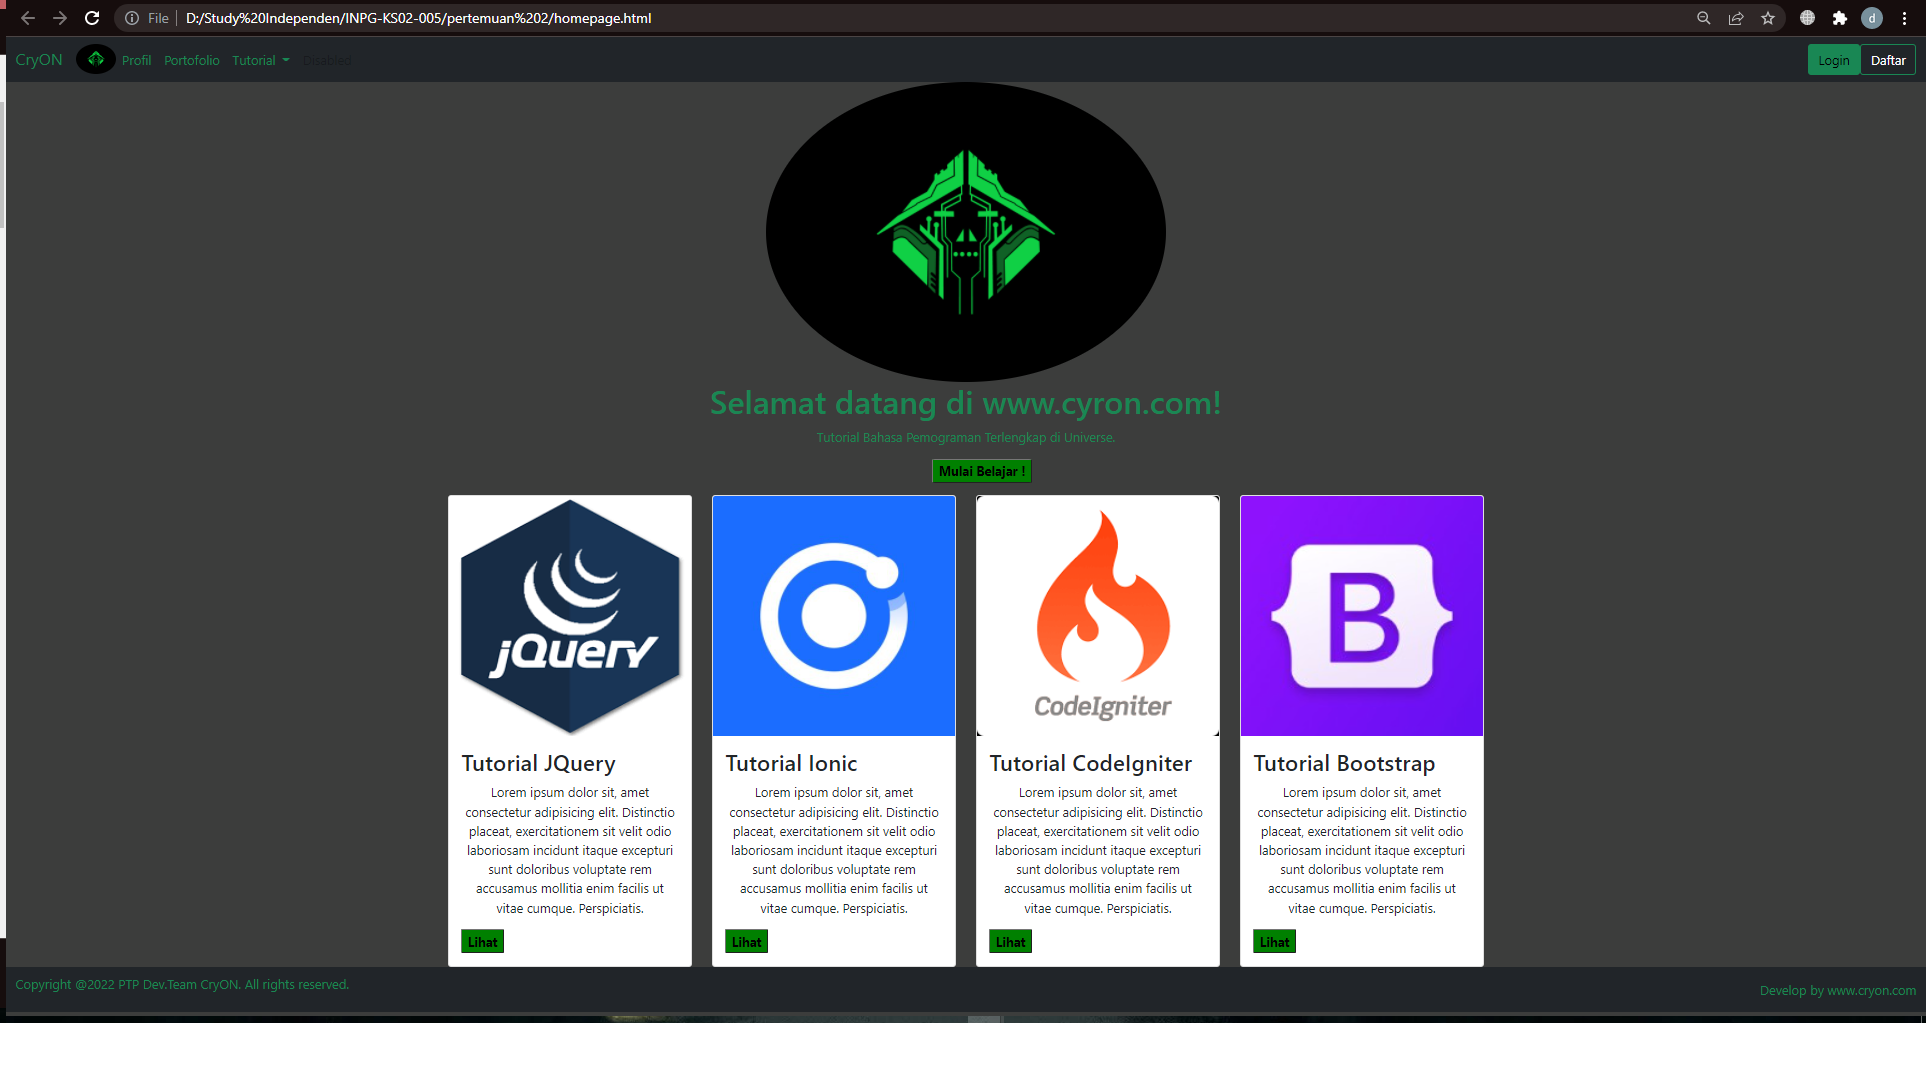 File D:/Study%20Independen/INPG-KS02-005/pertemuan%202/homepage.html d
CryON Profil Portofolio Tutorial Disabled Login Daftar
Selamat datang di www.cyron.com!
Tutorial Bahasa Pemograman Terlengkap di Universe.
Mulai Belajar !
jQuery
Tutorial JQuery
Lorem ipsum dolor sit, amet
consectetur adipisicing elit. Distinctio
placeat, exercitationem sit velit odio
laboriosam incidunt itaque excepturi
sunt doloribus voluptate rem
accusamus mollitia enim facilis ut
vitae cumque. Perspiciatis.
Lihat
Tutorial Ionic
Lorem ipsum dolor sit, amet
consectetur adipisicing elit. Distinctio
placeat, exercitationem sit velit odio
laboriosam incidunt itaque excepturi
sunt doloribus voluptate rem
accusamus mollitia enim facilis ut
vitae cumque. Perspiciatis.
Lihat
CodeIgniter
Tutorial CodeIgniter
Lorem ipsum dolor sit, amet
consectetur adipisicing elit. Distinctio
placeat, exercitationem sit velit odio
laboriosam incidunt itaque excepturi
sunt doloribus voluptate rem
accusamus mollitia enim facilis ut
vitae cumque. Perspiciatis.
Lihat
B
Tutorial Bootstrap
Lorem ipsum dolor sit, amet
consectetur adipisicing elit. Distinctio
placeat, exercitationem sit velit odio
laboriosam incidunt itaque excepturi
sunt doloribus voluptate rem
accusamus mollitia enim facilis ut
vitae cumque. Perspiciatis.
Lihat
Copyright @2022 PTP Dev.Team CryON. All rights reserved.
Develop by www.cryon.com